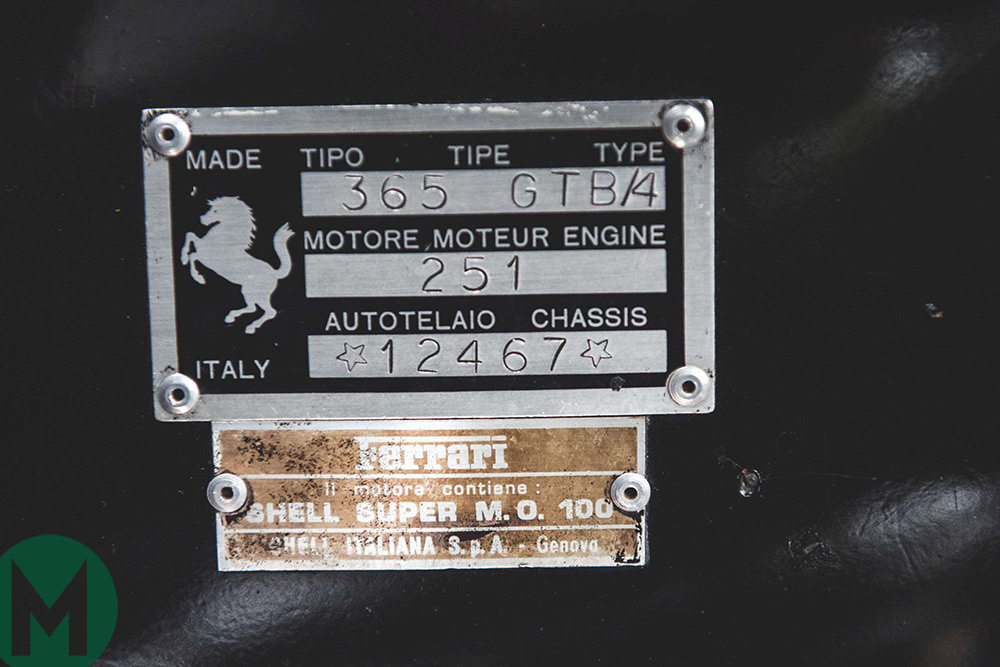 MADE TIPO TIPE TYPE
365 GTB/4
MOTORE MOTEUR ENGINE
251
AUTOTELAIO CHASSIS
☆12467☆
ITALY
Ferrari
il motore contiene :
SHELL SUPER M.O. 100
SHELL ITALIANA S.p.A. - Genova
M